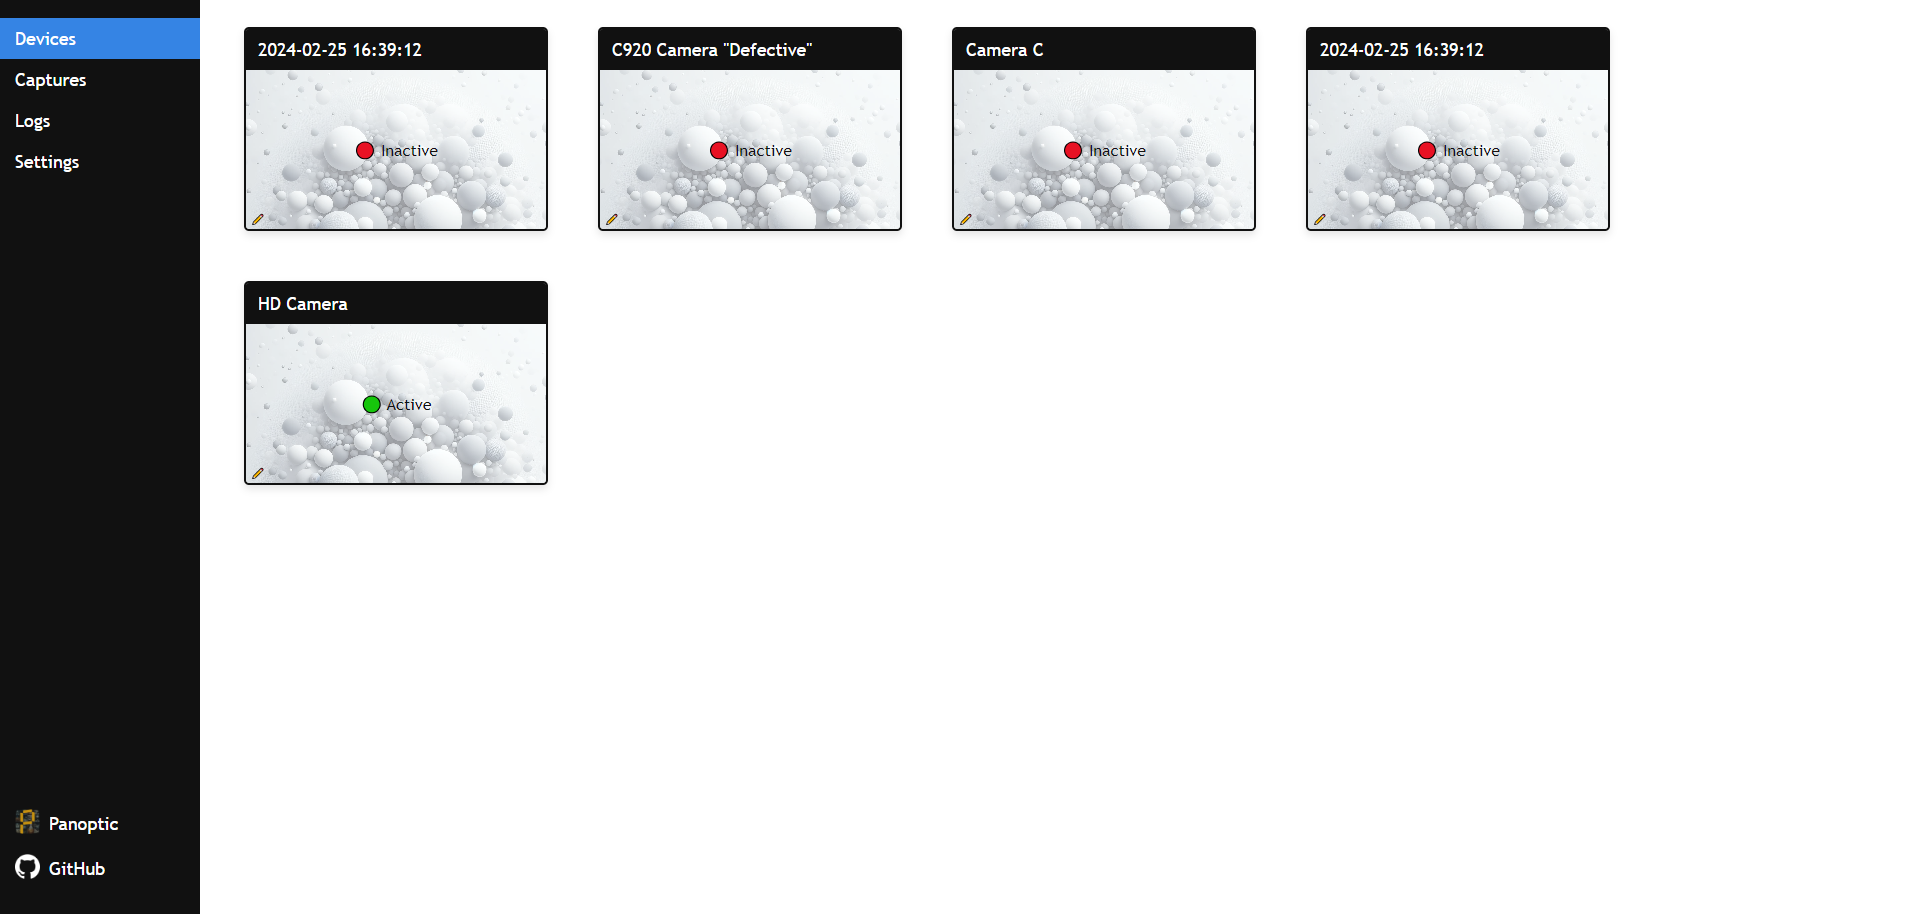 Devices
Captures
Logs
Settings
Panoptic
GitHub
2024-02-25 16:39:12
Inactive
C920 Camera "Defective"
Inactive
Camera C
Inactive
2024-02-25 16:39:12
Inactive
HD Camera
Active